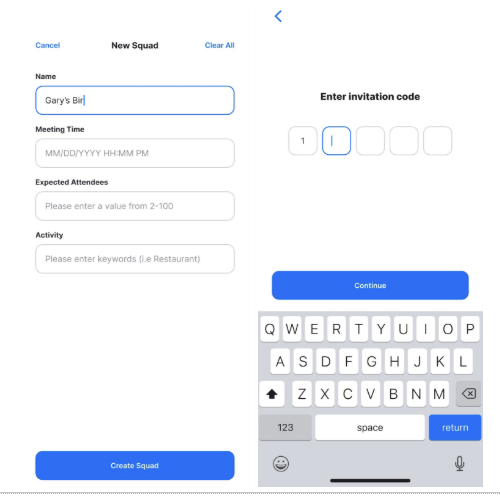 Cancel New Squad Clear All
Name
Gary's Bir
Meeting Time
MM/DD/YYYY HH:MM PM
Expected Attendees
Please enter a value from 2-100
Activity
Please enter keywords (i.e Restaurant)
Create Squad
Enter invitation code
1
Continue
Q W E R T Y U I O P
A S D F G H J K L
Z X C V B N M
123 space return